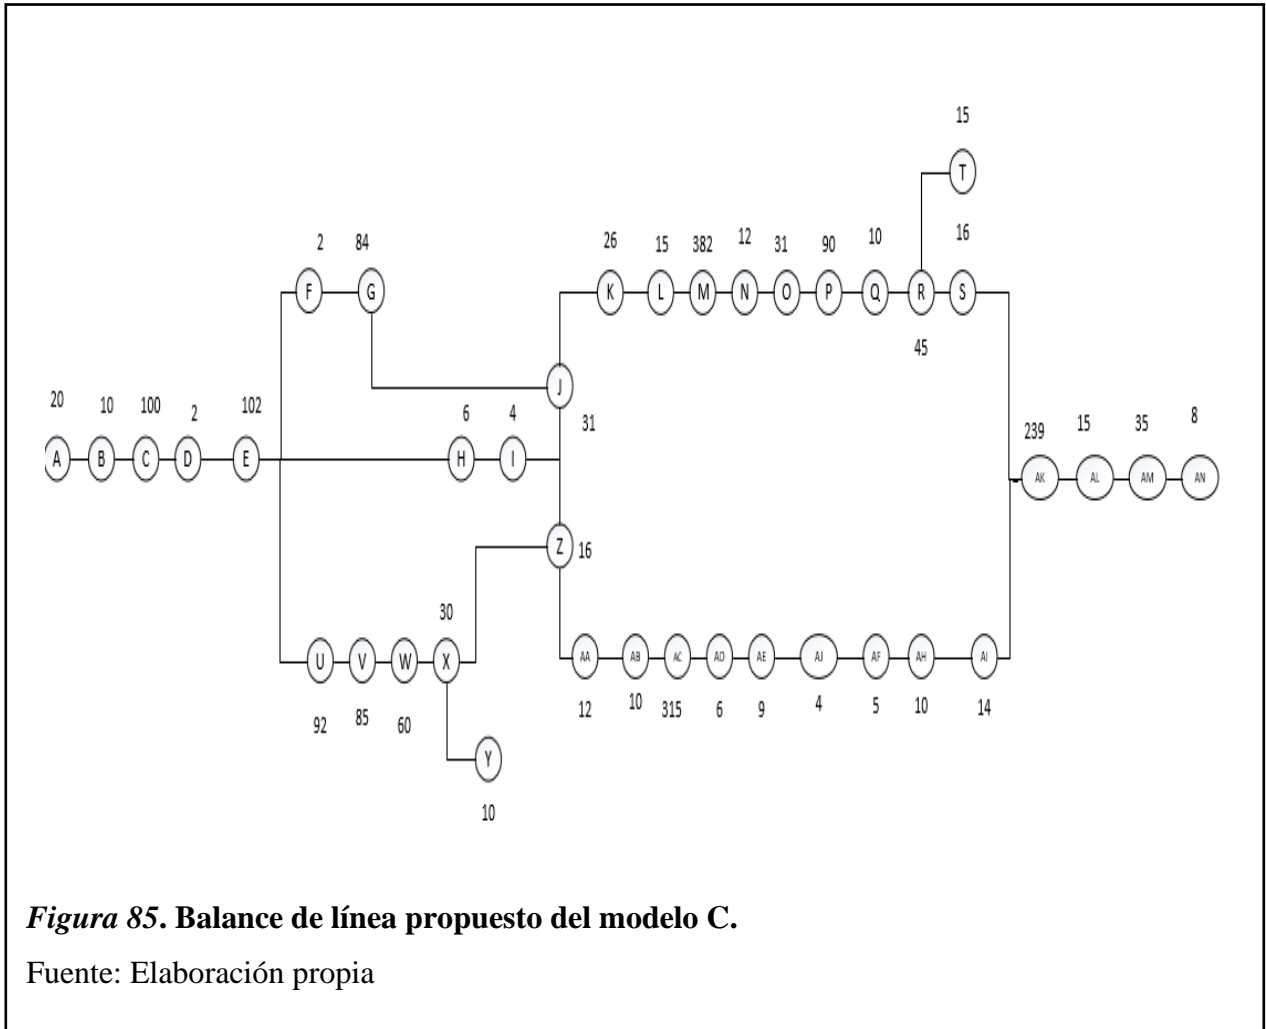 15
T
2 84 26 15 382 12 31 90 10 16
F G K L M N O P Q R S
45
J
31
20 10 100 2 102 6 4 239 15 35 8
A B C D E H I AK AL AM AN
Z 16
30
U V W X AA AB AC AD AE AJ AF AH AI
92 85 60 12 10 315 6 9 4 5 10 14
Y
10
Figura 85. Balance de línea propuesto del modelo C.
Fuente: Elaboración propia